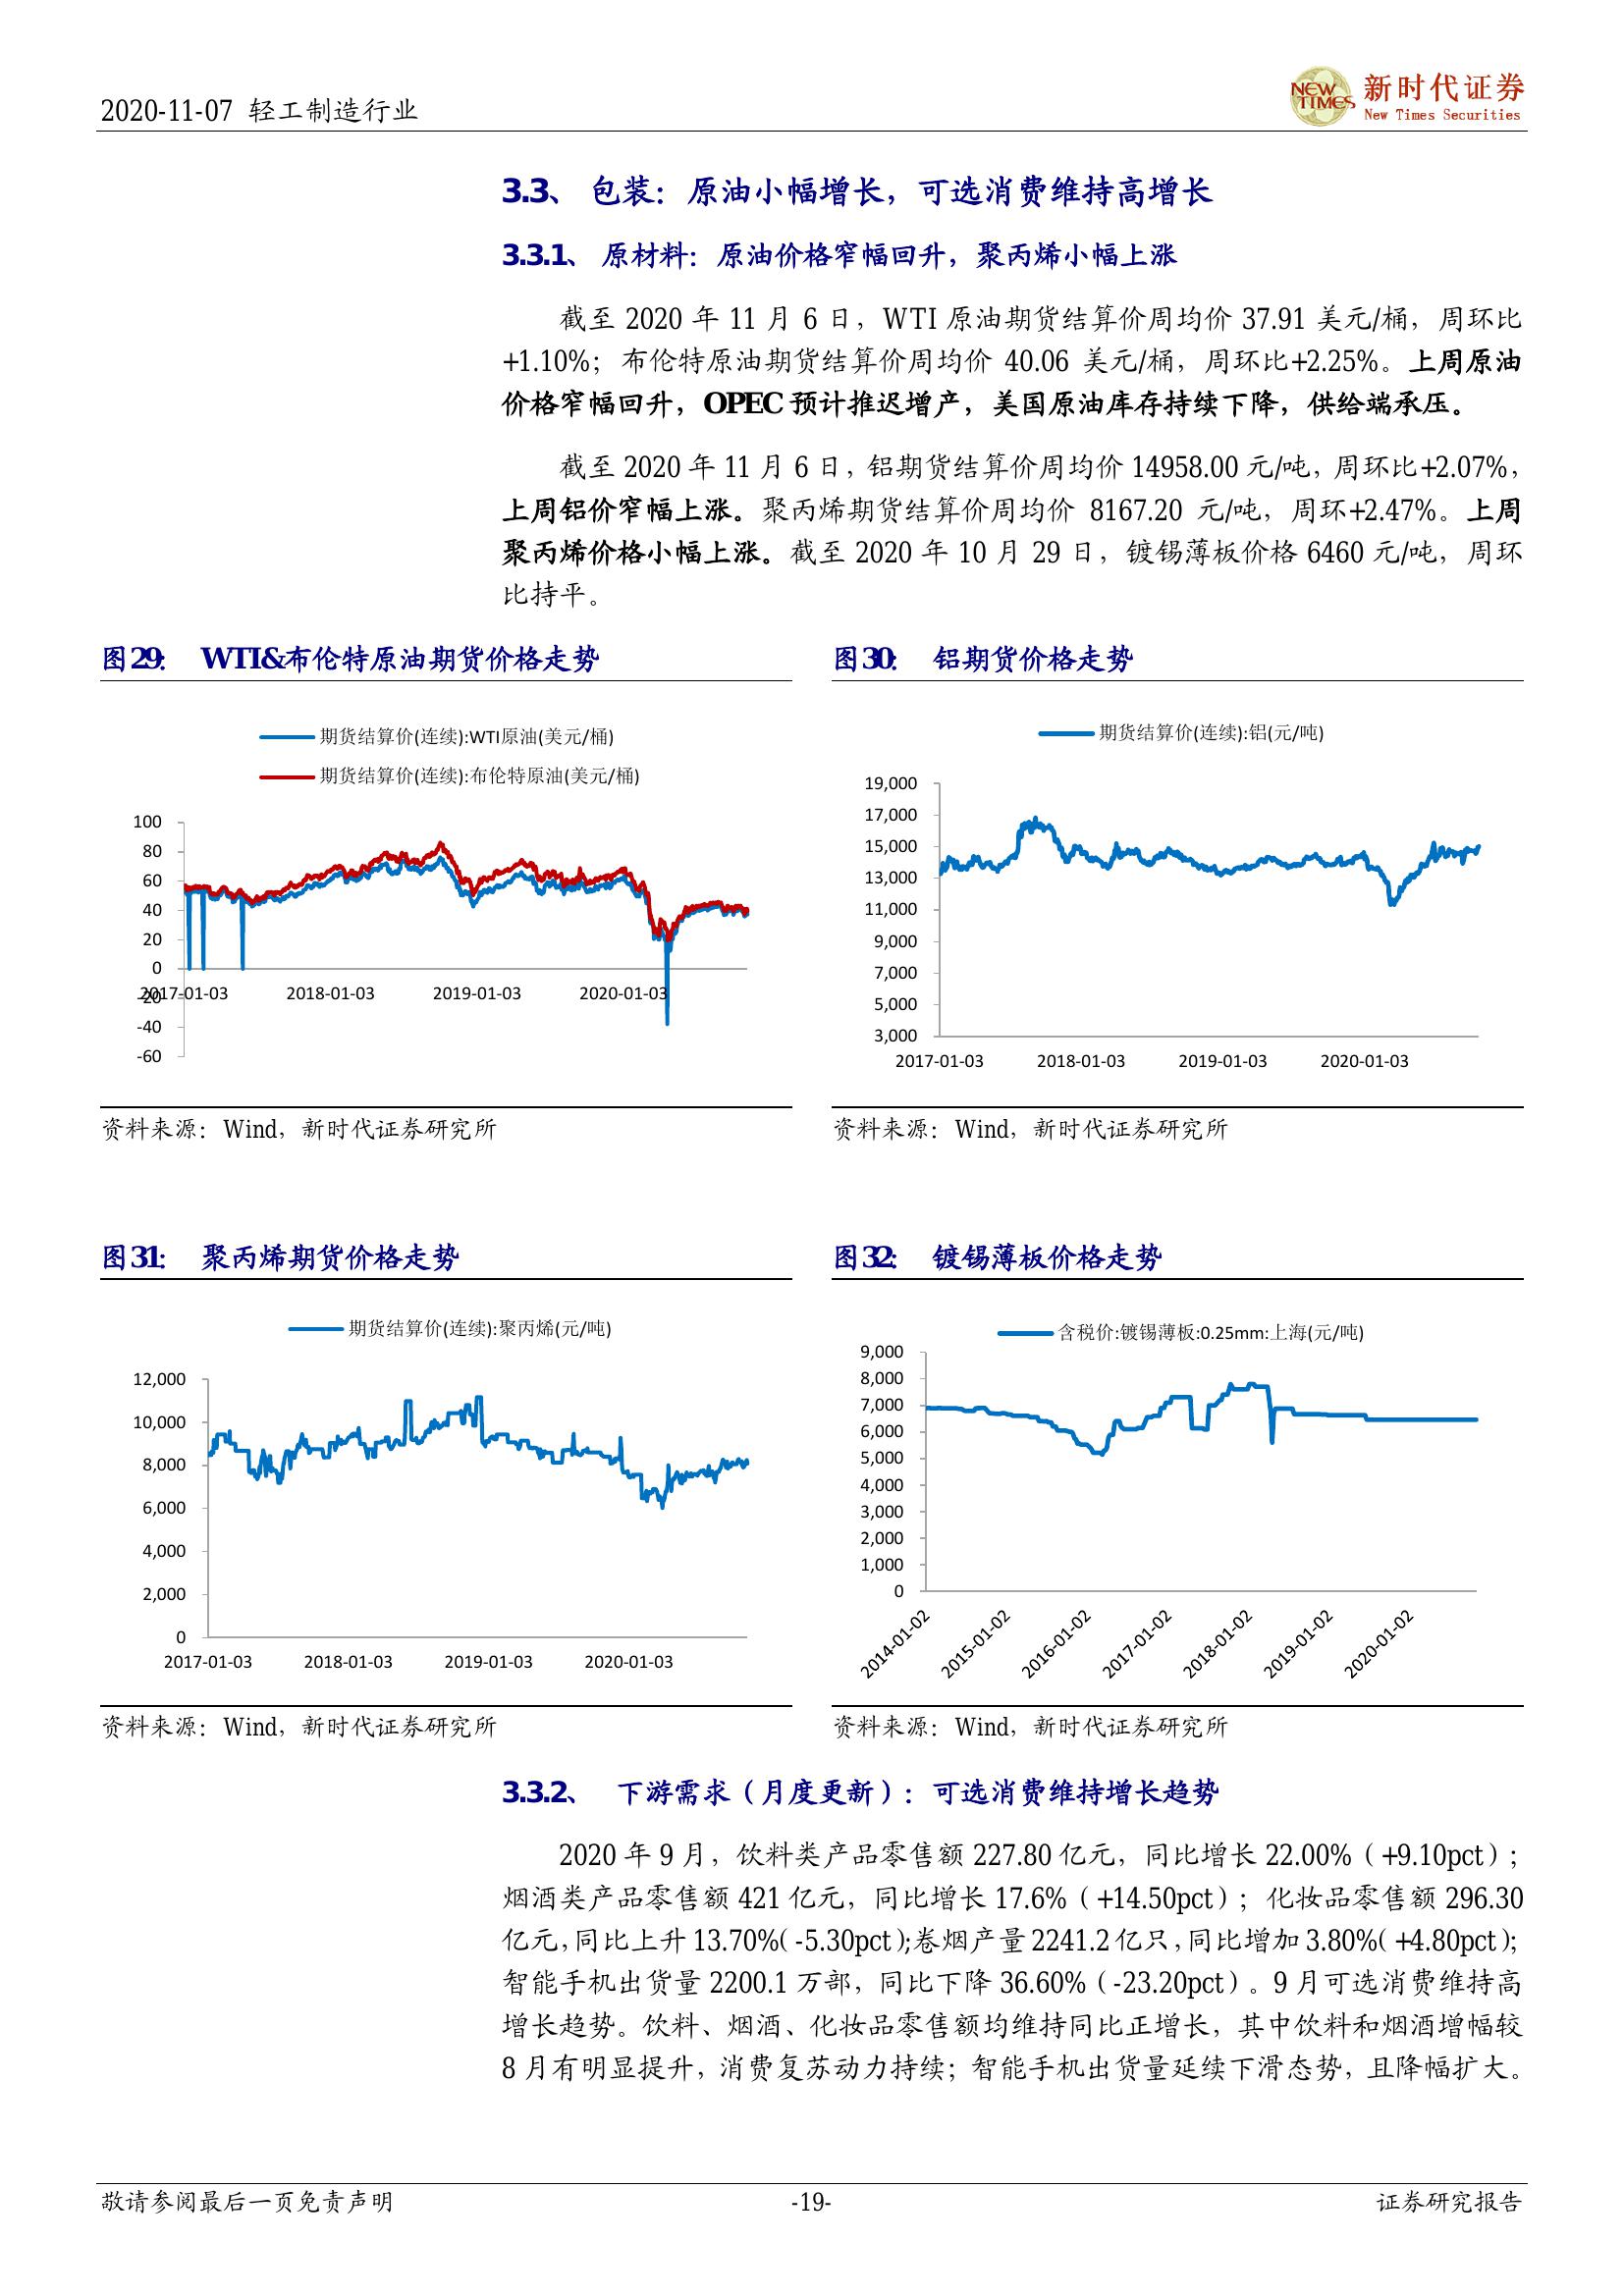 2020-11-07 轻工制造行业
NEW TIMES
新时代证券
New Times Securities
3.3、 包装：原油小幅增长，可选消费维持高增长
3.3.1、 原材料：原油价格窄幅回升，聚丙烯小幅上涨
截至 2020 年 11 月 6 日，WTI 原油期货结算价周均价 37.91 美元/桶，周环比
+1.10%；布伦特原油期货结算价周均价 40.06 美元/桶，周环比+2.25%。上周原油
价格窄幅回升，OPEC 预计推迟增产，美国原油库存持续下降，供给端承压。
截至 2020 年 11 月 6 日，铝期货结算价周均价 14958.00 元/吨，周环比+2.07%，
上周铝价窄幅上涨。聚丙烯期货结算价周均价 8167.20 元/吨，周环+2.47%。上周
聚丙烯价格小幅上涨。截至 2020 年 10 月 29 日，镀锡薄板价格 6460 元/吨，周环
比持平。
图29： WTI&布伦特原油期货价格走势
期货结算价(连续):WTI原油(美元/桶)
期货结算价(连续):布伦特原油(美元/桶)
100
80
60
40
20
0
-20
-40
-60
2017-01-03 2018-01-03 2019-01-03 2020-01-03
资料来源：Wind，新时代证券研究所
图30： 铝期货价格走势
期货结算价(连续):铝(元/吨)
19,000
17,000
15,000
13,000
11,000
9,000
7,000
5,000
3,000
2017-01-03 2018-01-03 2019-01-03 2020-01-03
资料来源：Wind，新时代证券研究所
图31： 聚丙烯期货价格走势
期货结算价(连续):聚丙烯(元/吨)
12,000
10,000
8,000
6,000
4,000
2,000
0
2017-01-03 2018-01-03 2019-01-03 2020-01-03
资料来源：Wind，新时代证券研究所
图32： 镀锡薄板价格走势
含税价:镀锡薄板:0.25mm:上海(元/吨)
9,000
8,000
7,000
6,000
5,000
4,000
3,000
2,000
1,000
0
2014-01-02 2015-01-02 2016-01-02 2017-01-02 2018-01-02 2019-01-02 2020-01-02
资料来源：Wind，新时代证券研究所
3.3.2、 下游需求（月度更新）：可选消费维持增长趋势
2020 年 9 月，饮料类产品零售额 227.80 亿元，同比增长 22.00%（+9.10pct）；
烟酒类产品零售额 421 亿元，同比增长 17.6%（+14.50pct）；化妆品零售额 296.30
亿元，同比上升 13.70%（-5.30pct）；卷烟产量 2241.2 亿只，同比增加 3.80%（+4.80pct）；
智能手机出货量 2200.1 万部，同比下降 36.60%（-23.20pct）。9 月可选消费维持高
增长趋势。饮料、烟酒、化妆品零售额均维持同比正增长，其中饮料和烟酒增幅较
8 月有明显提升，消费复苏动力持续；智能手机出货量延续下滑态势，且降幅扩大。
敬请参阅最后一页免责声明
-19-
证券研究报告